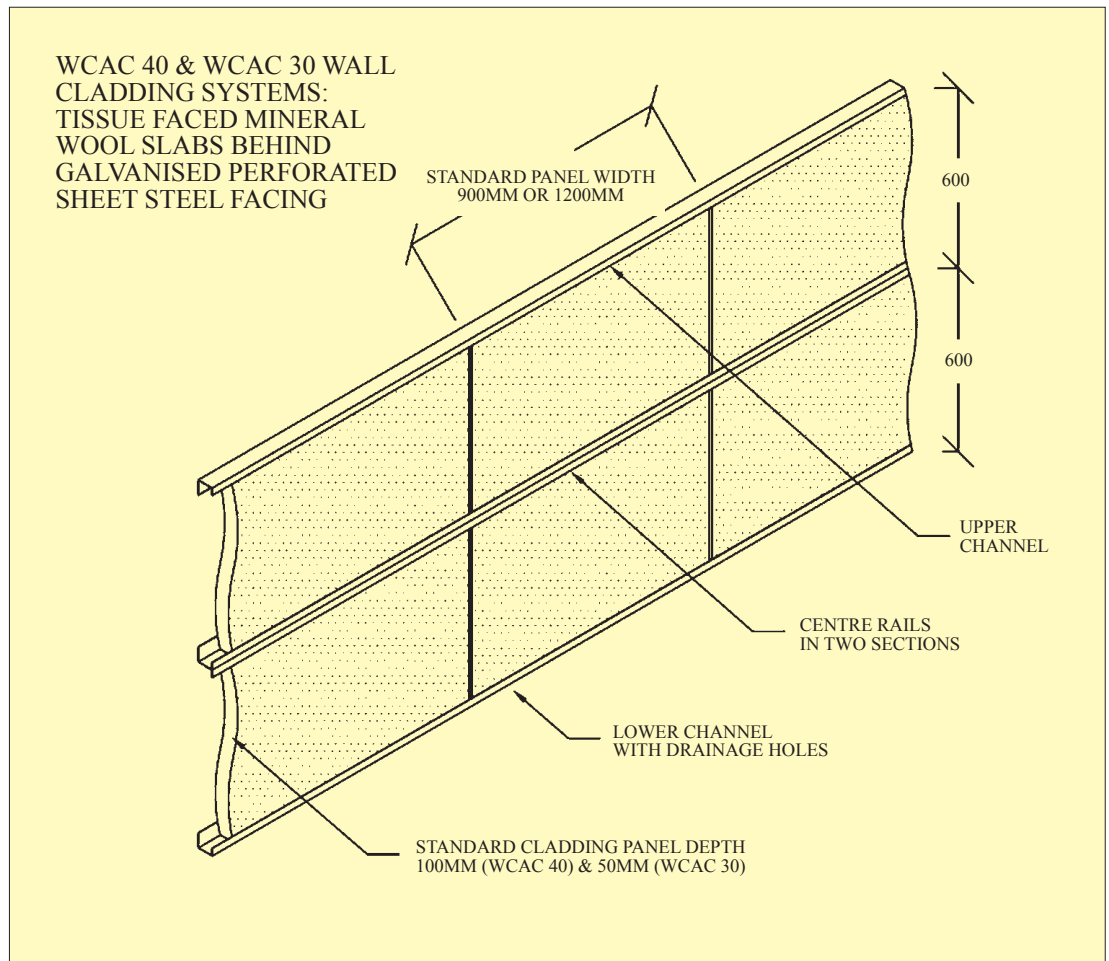 WCAC 40 & WCAC 30 WALL
CLADDING SYSTEMS:
TISSUE FACED MINERAL
WOOL SLABS BEHIND
GALVANISED PERFORATED
SHEET STEEL FACING
STANDARD PANEL WIDTH
900MM OR 1200MM
600
600
UPPER
CHANNEL
CENTRE RAILS
IN TWO SECTIONS
LOWER CHANNEL
WITH DRAINAGE HOLES
STANDARD CLADDING PANEL DEPTH
100MM (WCAC 40) & 50MM (WCAC 30)